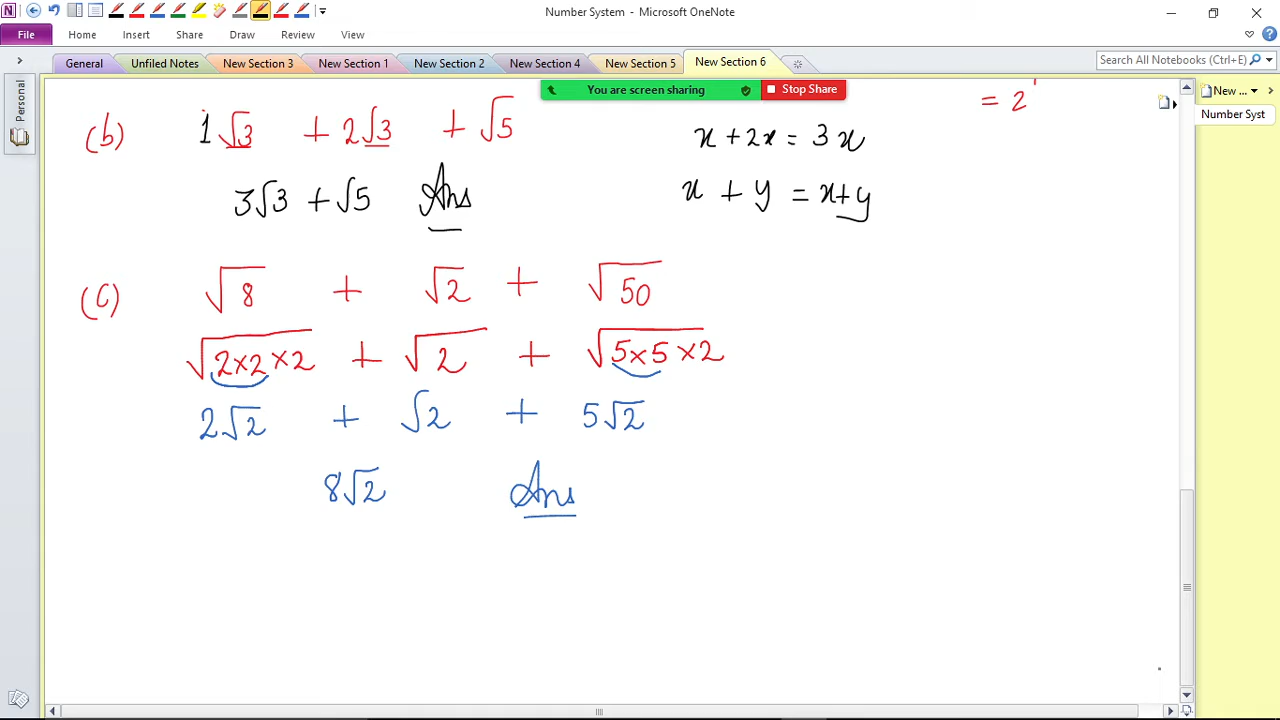 Number System - Microsoft OneNote
File Home Insert Share Draw Review View
General Unfiled Notes New Section 3 New Section 1 New Section 2 New Section 4 New Section 5 New Section 6 Search All Notebooks (Ctrl+E)
You are screen sharing Stop Share
Personal
New ...
Number Syst
= 2¹
(b) 1√3 + 2√3 + √5
x + 2x = 3x
3√3 + √5 Ans
x + y = x+y
(C) √8 + √2 + √50
√2×2×2 + √2 + √5×5×2
2√2 + √2 + 5√2
8√2 Ans